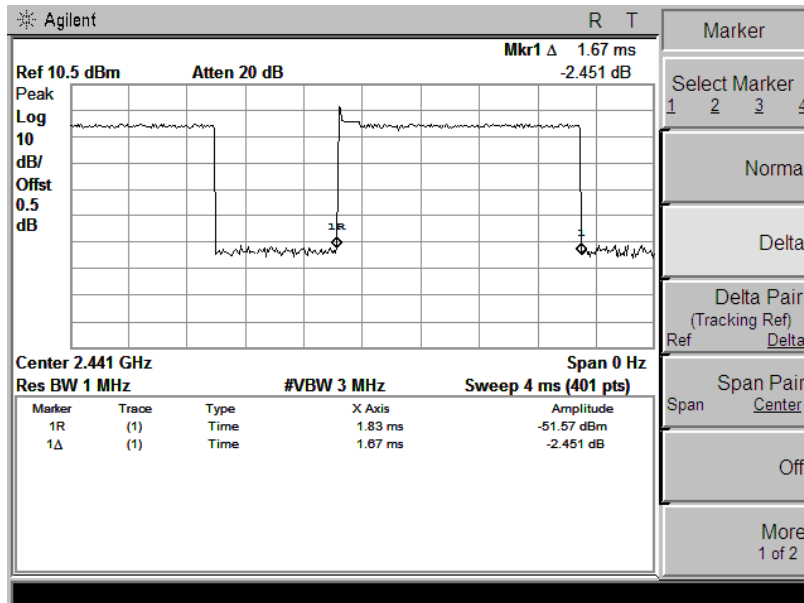 Agilent R T
Mkr1 Δ 1.67 ms
Ref 10.5 dBm Atten 20 dB -2.451 dB
Peak
Log
10
dB/
Offst
0.5
dB
1R
1
Center 2.441 GHz Span 0 Hz
Res BW 1 MHz #VBW 3 MHz Sweep 4 ms (401 pts)
Marker Trace Type X Axis Amplitude
1R (1) Time 1.83 ms -51.57 dBm
1Δ (1) Time 1.67 ms -2.451 dB
Marker
Select Marker
1 2 3 4
Norma
Delta
Delta Pair
(Tracking Ref)
Ref Delta
Span Pair
Span Center
Off
More
1 of 2